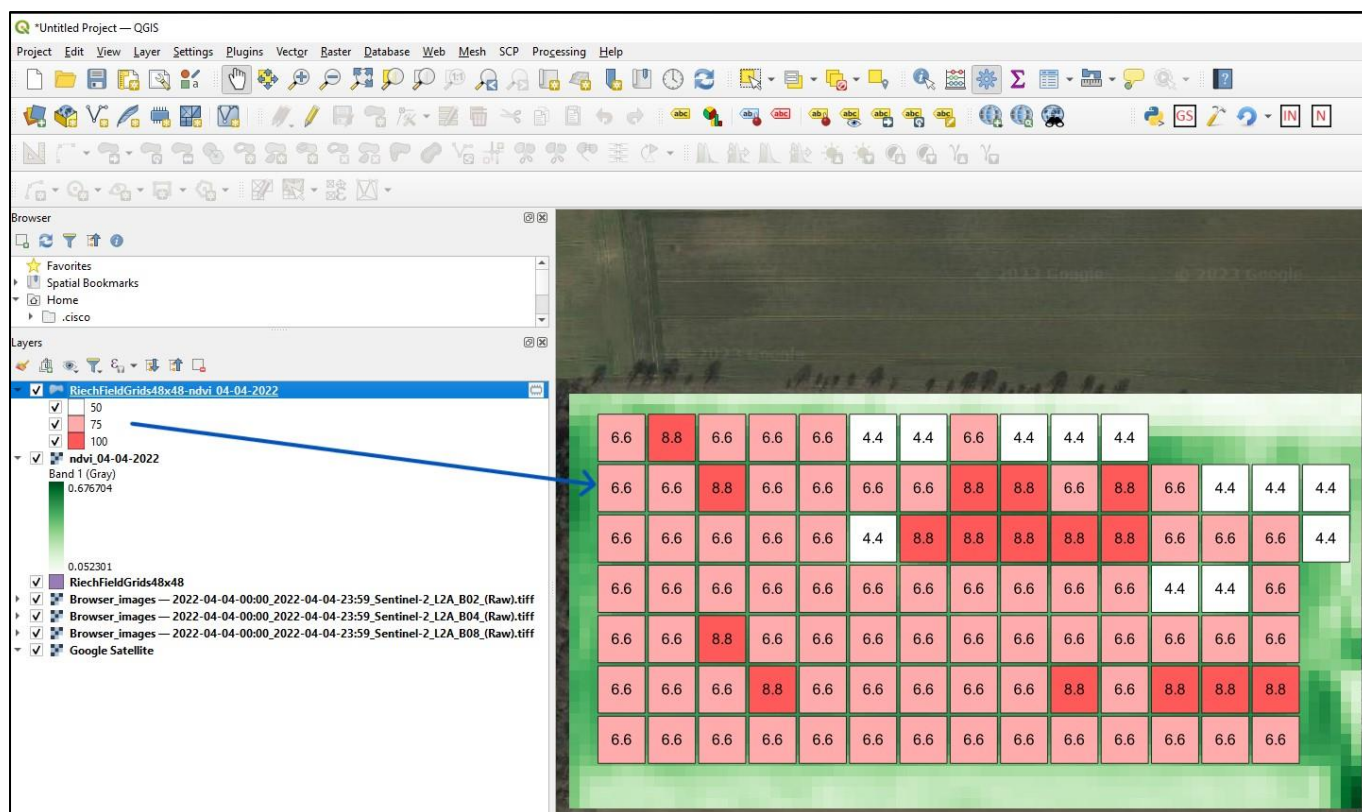 *Untitled Project — QGIS
Project Edit View Layer Settings Plugins Vector Raster Database Web Mesh SCP Processing Help
abc ab abc ab abc abc abc abc GS IN N
Browser
Favorites
Spatial Bookmarks
Home
.cisco
Layers
RiechFieldGrids48x48-ndvi_04-04-2022
50
75
100
ndvi_04-04-2022
Band 1 (Gray)
0.676704
0.052301
RiechFieldGrids48x48
Browser_images — 2022-04-04-00:00_2022-04-04-23:59_Sentinel-2_L2A_B02_(Raw).tiff
Browser_images — 2022-04-04-00:00_2022-04-04-23:59_Sentinel-2_L2A_B04_(Raw).tiff
Browser_images — 2022-04-04-00:00_2022-04-04-23:59_Sentinel-2_L2A_B08_(Raw).tiff
Google Satellite
© 2023 Google © 2023 Google
6.6 8.8 6.6 6.6 6.6 4.4 4.4 6.6 4.4 4.4 4.4
6.6 6.6 8.8 6.6 6.6 6.6 6.6 8.8 8.8 6.6 8.8 6.6 4.4 4.4 4.4
6.6 6.6 6.6 6.6 6.6 4.4 8.8 8.8 8.8 8.8 8.8 6.6 6.6 6.6 4.4
6.6 6.6 6.6 6.6 6.6 6.6 6.6 6.6 6.6 6.6 6.6 4.4 4.4 6.6
6.6 6.6 8.8 6.6 6.6 6.6 6.6 6.6 6.6 6.6 6.6 6.6 6.6 6.6
6.6 6.6 6.6 8.8 6.6 6.6 6.6 6.6 6.6 8.8 6.6 8.8 8.8 8.8
6.6 6.6 6.6 6.6 6.6 6.6 6.6 6.6 6.6 6.6 6.6 6.6 6.6 6.6